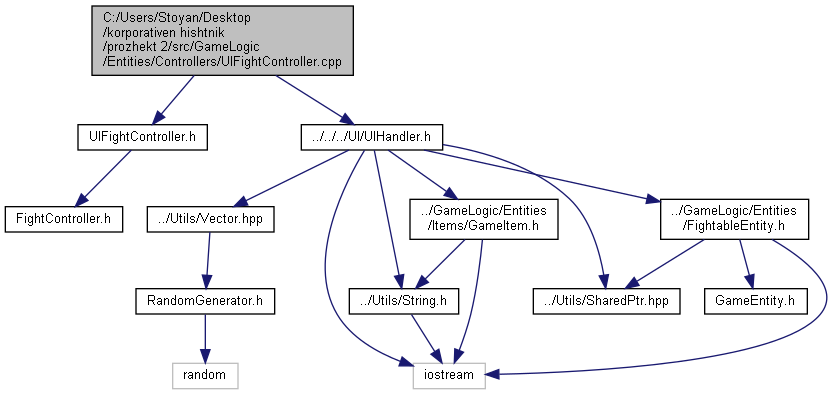 C:/Users/Stoyan/Desktop
/korporativen hishtnik
/prozhekt 2/src/GameLogic
/Entities/Controllers/UIFightController.cpp
UIFightController.h
../../../UI/UIHandler.h
FightController.h
../Utils/Vector.hpp
../GameLogic/Entities
/Items/GameItem.h
../GameLogic/Entities
/FightableEntity.h
RandomGenerator.h
../Utils/String.h
../Utils/SharedPtr.hpp
GameEntity.h
random
iostream